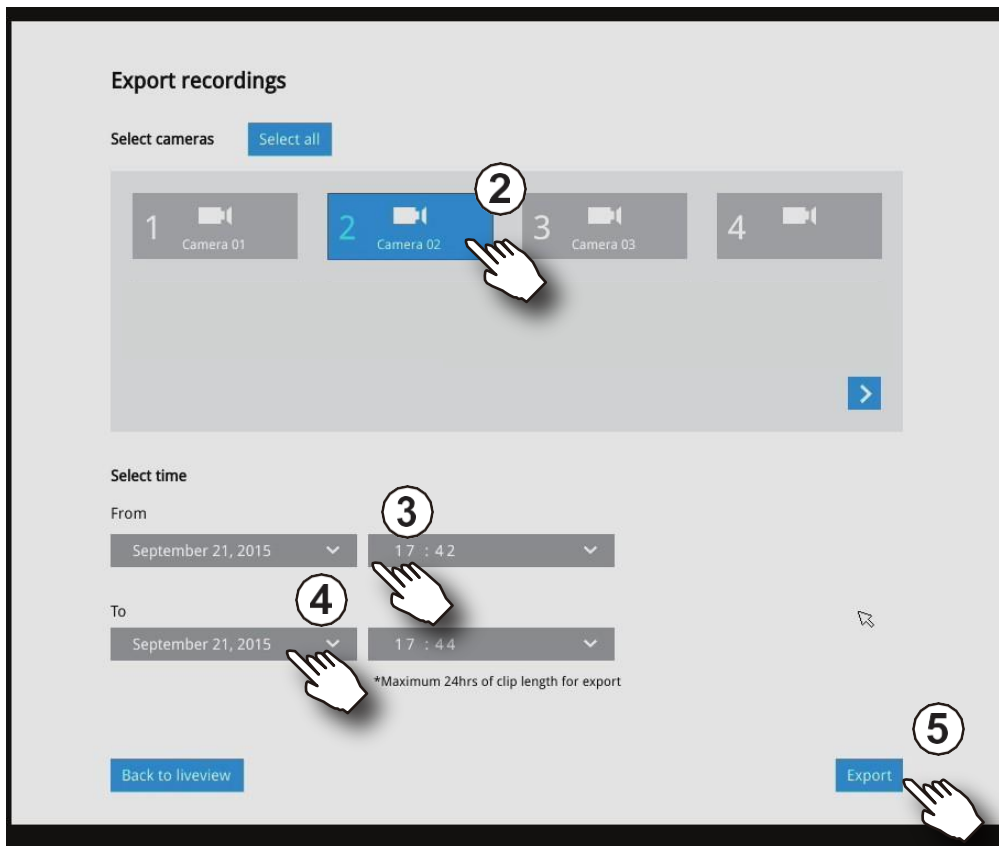 Export recordings
Select cameras Select all
2
1 Camera 01
2 Camera 02
3 Camera 03
4
Select time
From
3
September 21, 2015 17 : 42
4
To
September 21, 2015 17 : 44
*Maximum 24hrs of clip length for export
5
Back to liveview Export